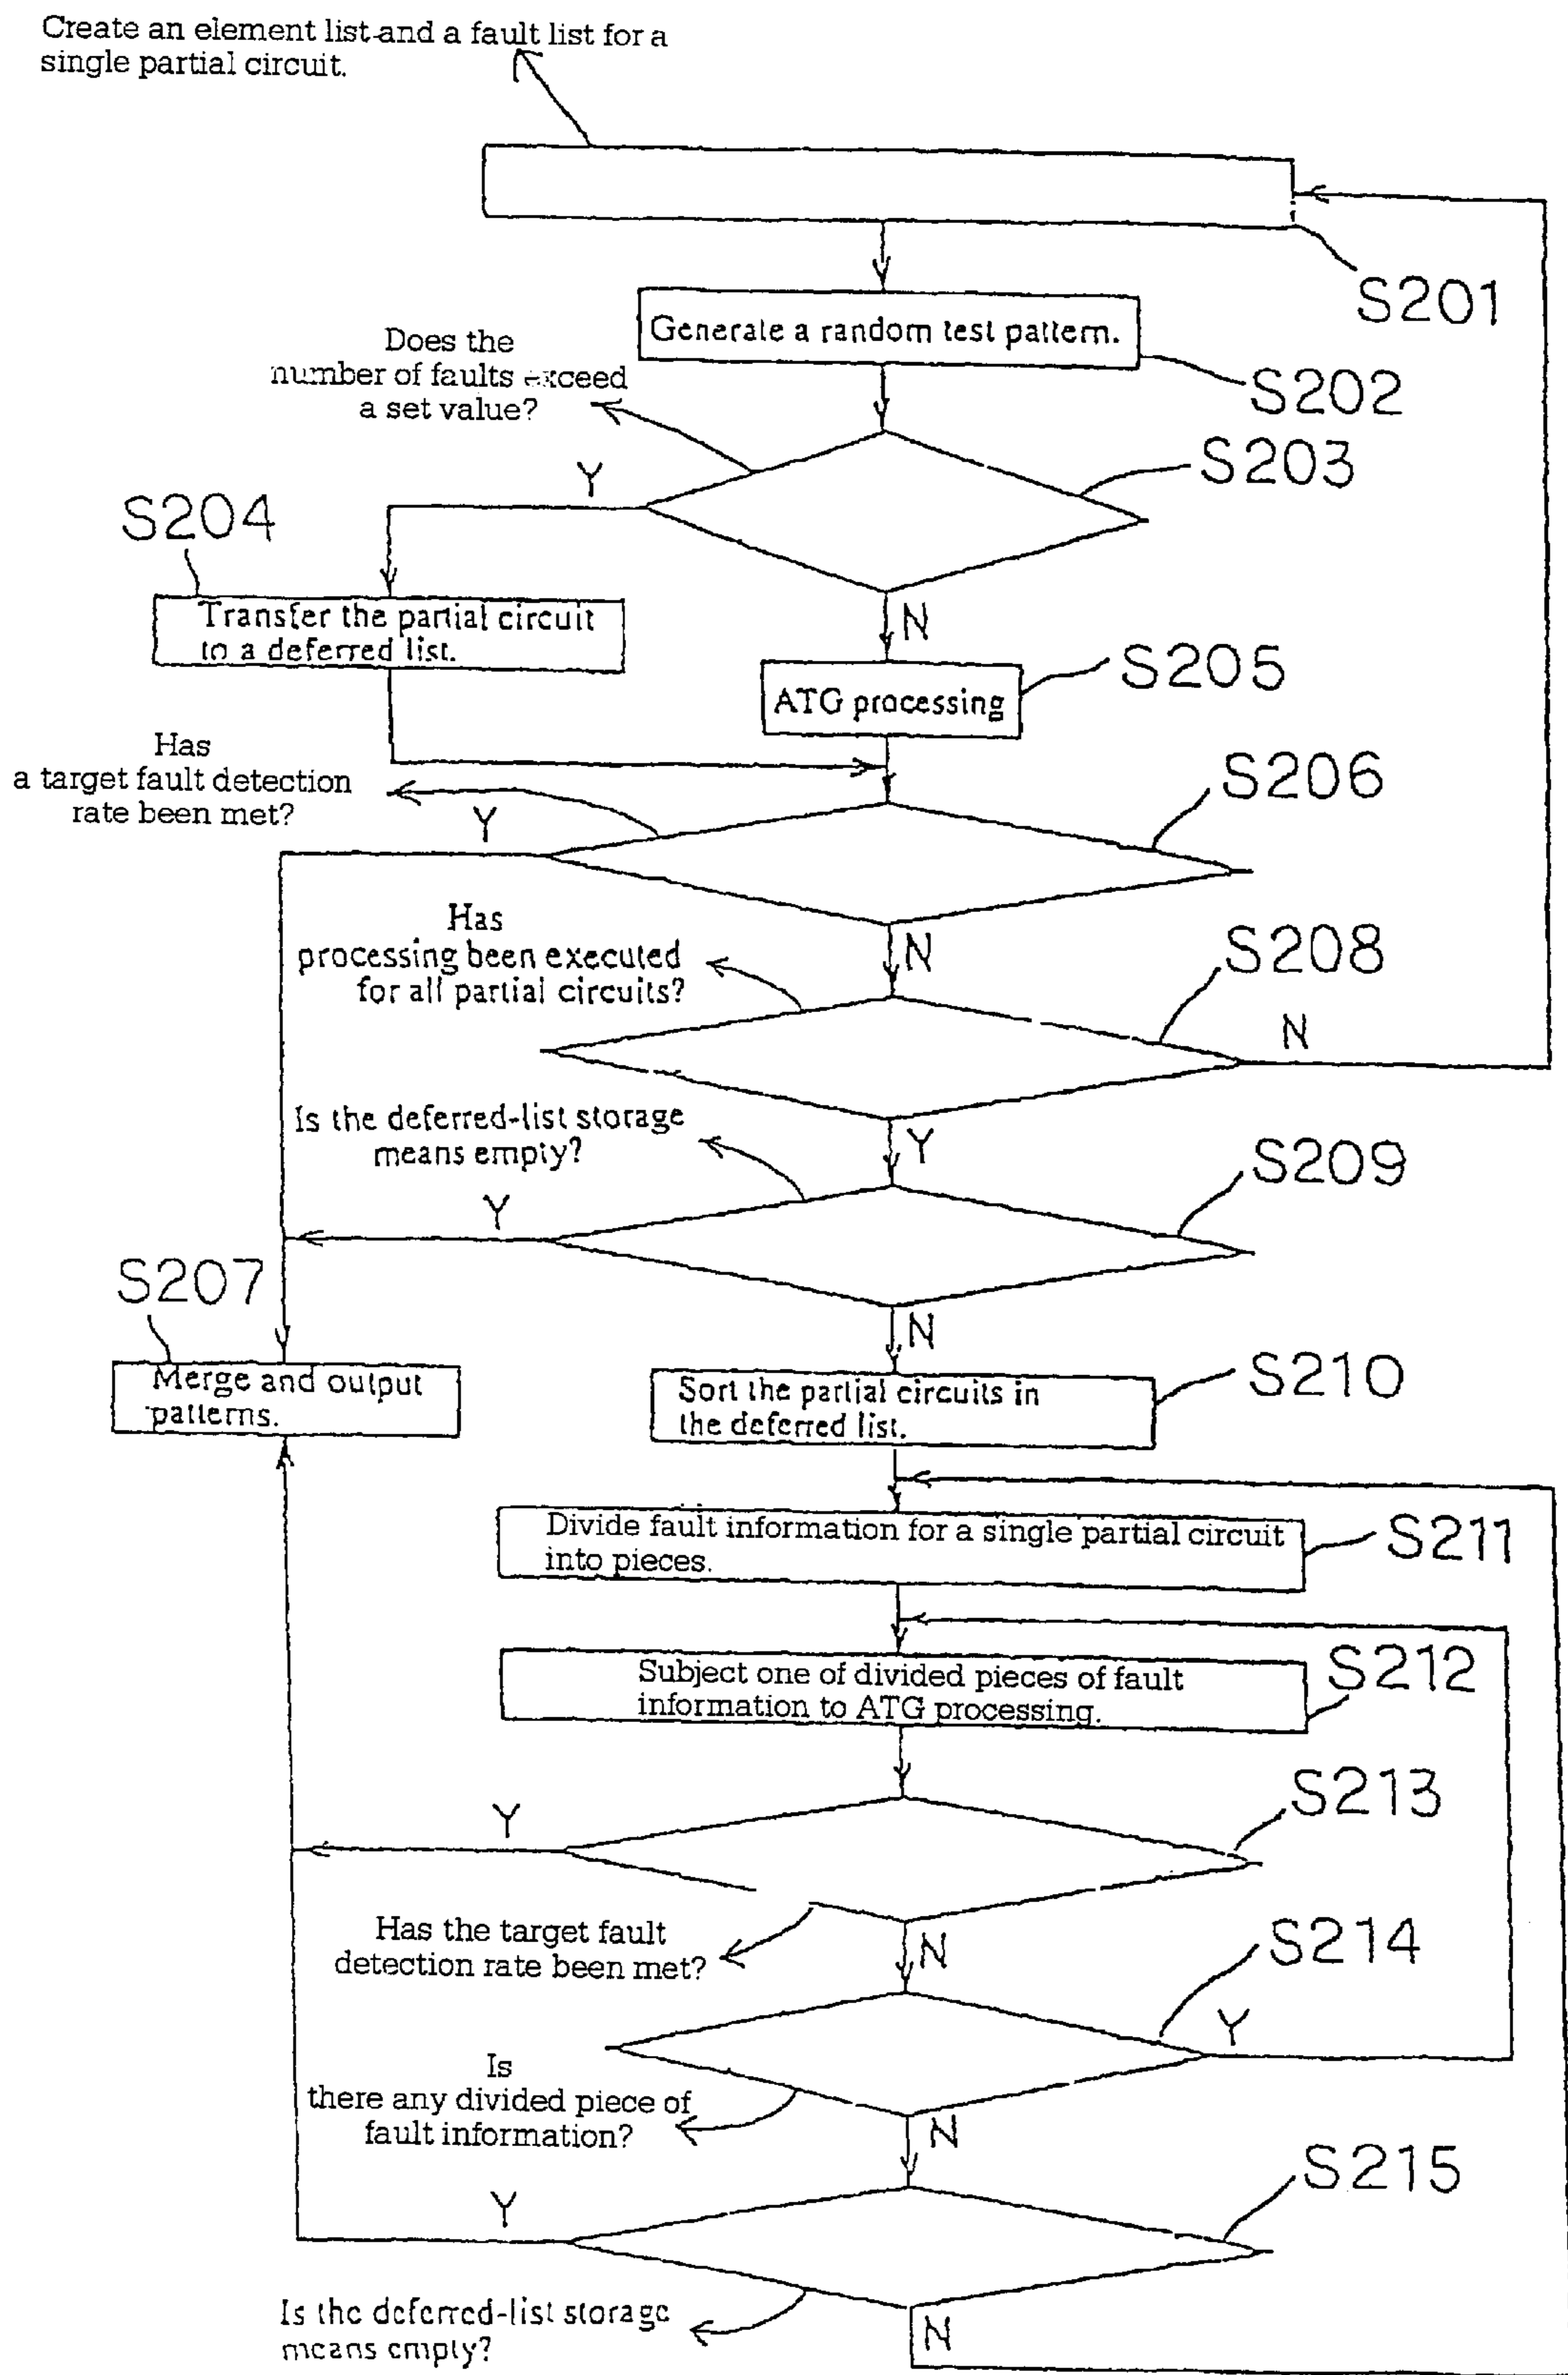 Create an element list and a fault list for a
single partial circuit.
S201
Generate a random test pattern.
S202
Does the
number of faults exceed
a set value?
S203
Y
S204
Transfer the partial circuit
to a deferred list.
N
S205
ATG processing
Has
a target fault detection
rate been met?
S206
Y
N
Has
processing been executed
for all partial circuits?
S208
N
Y
Is the deferred-list storage
means empty?
S209
Y
N
S207
Merge and output
patterns.
S210
Sort the partial circuits in
the deferred list.
Divide fault information for a single partial circuit
into pieces.
S211
Subject one of divided pieces of fault
information to ATG processing.
S212
S213
Y
Has the target fault
detection rate been met?
N
S214
Y
Is
there any divided piece of
fault information?
N
S215
Y
Is the deferred-list storage
means empty?
N